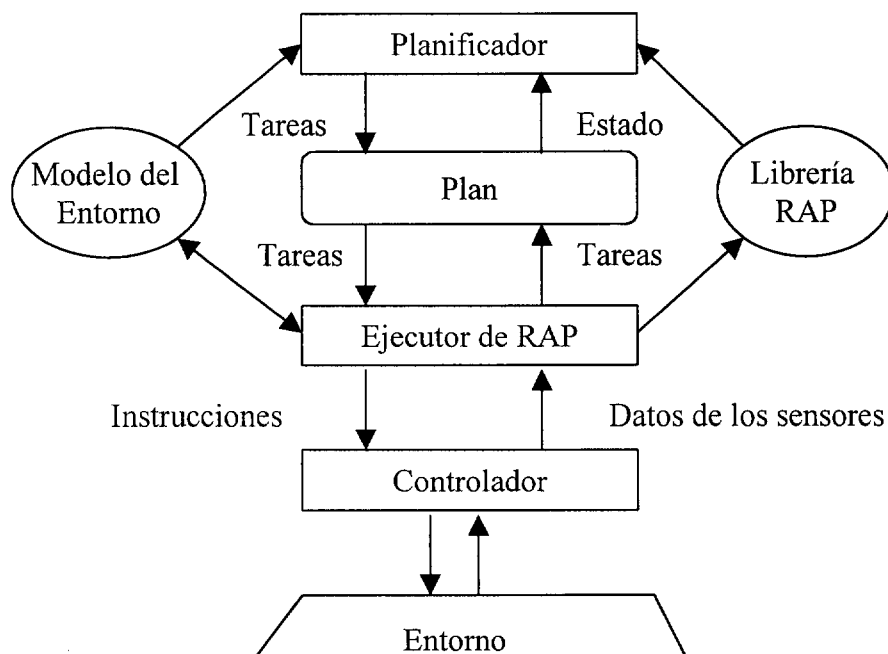 Planificador
Tareas
Estado
Modelo del
Entorno
Plan
Librería
RAP
Tareas
Tareas
Ejecutor de RAP
Instrucciones
Datos de los sensores
Controlador
Entorno